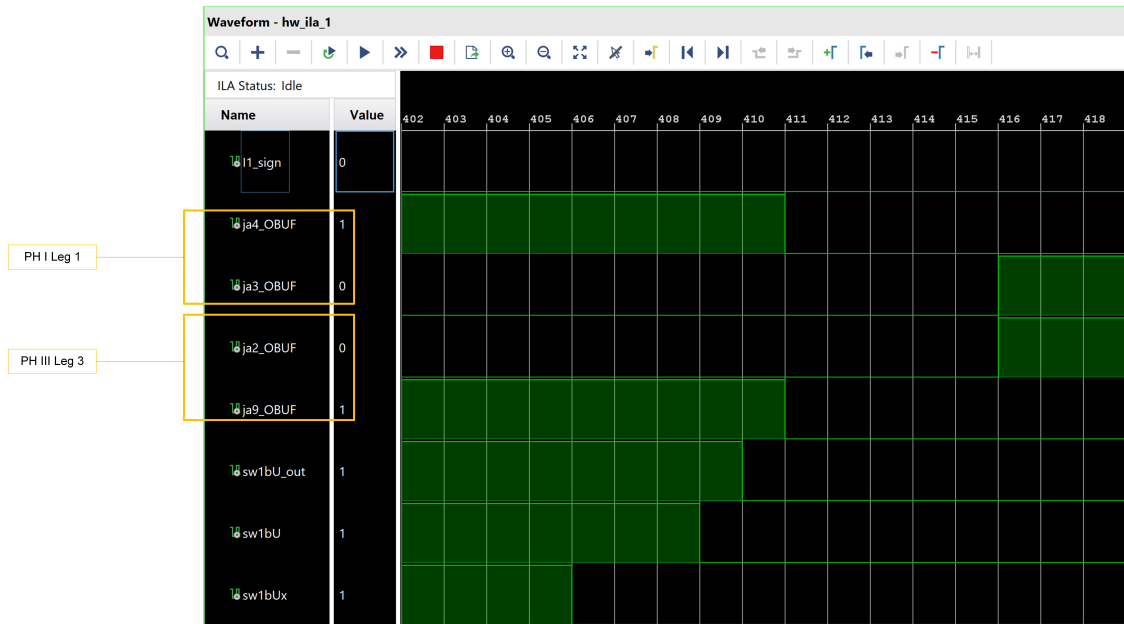 Waveform - hw_ila_1
ILA Status: Idle
Name Value 402 403 404 405 406 407 408 409 410 411 412 413 414 415 416 417 418
l1_sign 0
ja4_OBUF 1
PH I Leg 1
ja3_OBUF 0
ja2_OBUF 0
PH III Leg 3
ja9_OBUF 1
sw1bU_out 1
sw1bU 1
sw1bUx 1